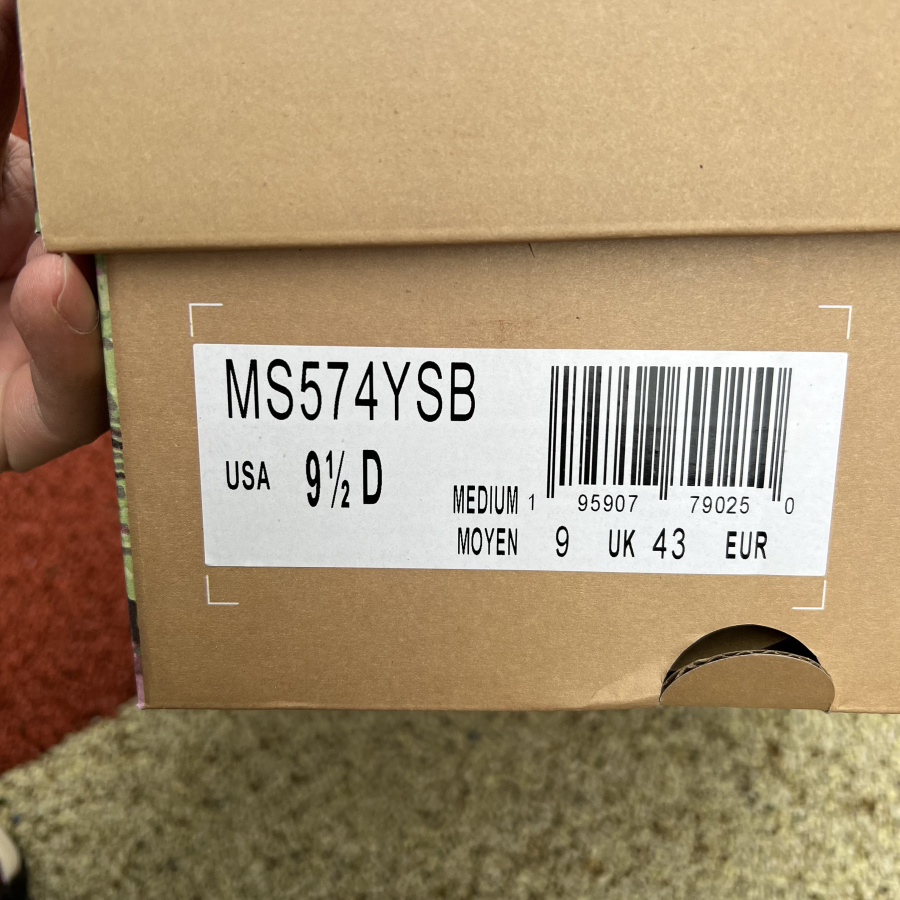 MS574YSB
USA 9½ D
1 95907 79025 0
MEDIUM
MOYEN 9 UK 43 EUR